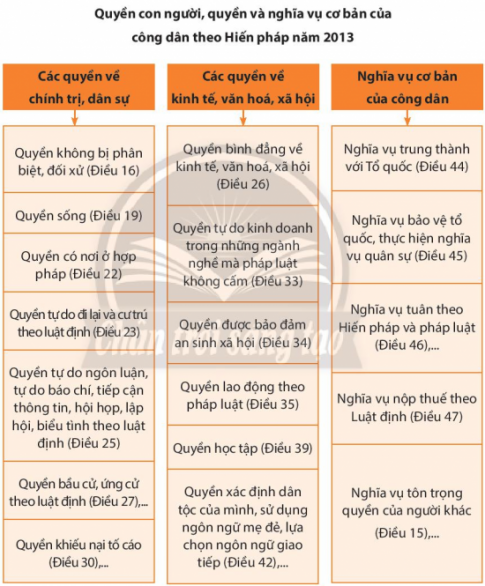 Quyền con người, quyền và nghĩa vụ cơ bản của
công dân theo Hiến pháp năm 2013
Các quyền về
chính trị, dân sự
Quyền không bị phân
biệt, đối xử (Điều 16)
Quyền sống (Điều 19)
Quyền có nơi ở hợp
pháp (Điều 22)
Quyền tự do đi lại và cư trú
theo luật định (Điều 23)
Quyền tự do ngôn luận,
tự do báo chí, tiếp cận
thông tin, hội họp, lập
hội, biểu tình theo luật
định (Điều 25)
Quyền bầu cử, ứng cử
theo luật định (Điều 27),...
Quyền khiếu nại tố cáo
(Điều 30),...
Các quyền về
kinh tế, văn hoá, xã hội
Quyền bình đẳng về
kinh tế, văn hoá, xã hội
(Điều 26)
Quyền tự do kinh doanh
trong những ngành
nghề mà pháp luật
không cấm (Điều 33)
Quyền được bảo đảm
an sinh xã hội (Điều 34)
Quyền lao động theo
pháp luật (Điều 35)
Quyền học tập (Điều 39)
Quyền xác định dân
tộc của mình, sử dụng
ngôn ngữ mẹ đẻ, lựa
chọn ngôn ngữ giao
tiếp (Điều 42),...
Nghĩa vụ cơ bản
của công dân
Nghĩa vụ trung thành
với Tổ quốc (Điều 44)
Nghĩa vụ bảo vệ tổ
quốc, thực hiện nghĩa
vụ quân sự (Điều 45)
Nghĩa vụ tuân theo
Hiến pháp và pháp luật
(Điều 46),...
Nghĩa vụ nộp thuế theo
Luật định (Điều 47)
Nghĩa vụ tôn trọng
quyền của người khác
(Điều 15),...
Chân trời sáng tạo